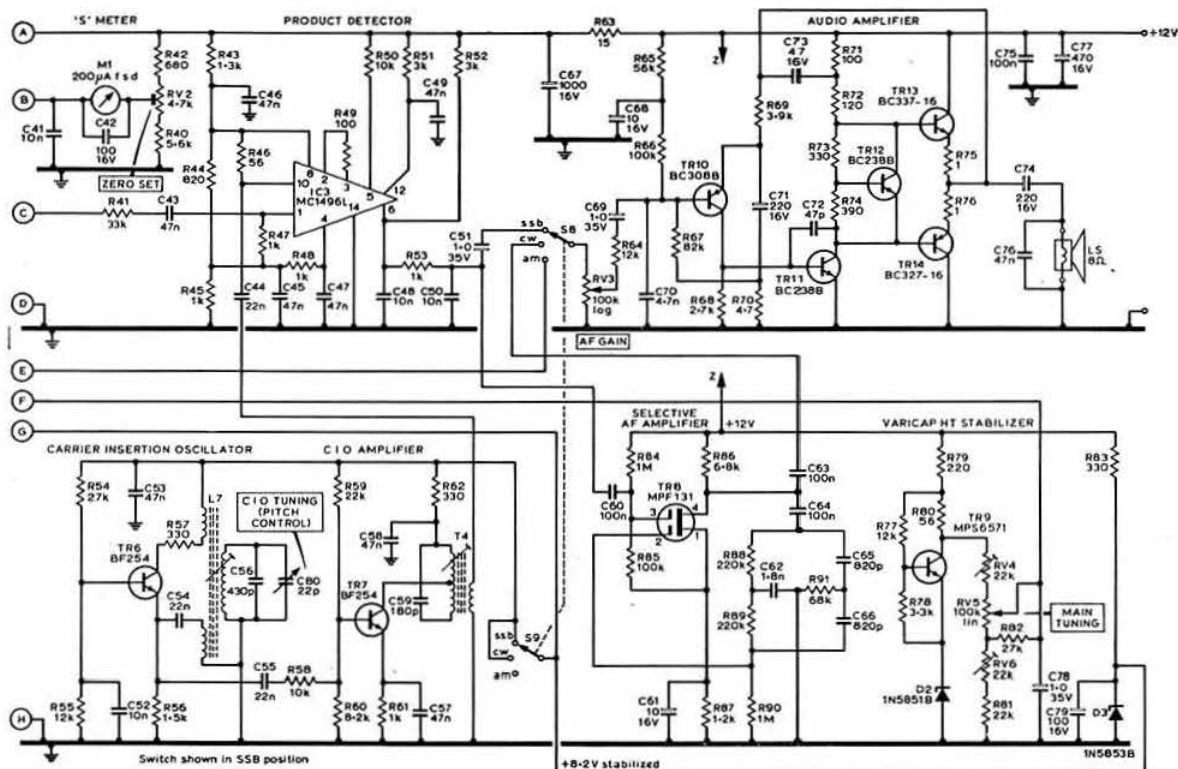 'S' METER
PRODUCT DETECTOR
AUDIO AMPLIFIER
A
B
C
D
E
F
G
H
R42
680
M1
200µA fsd
RV2
4·7k
C41
10n
C42
100
16V
R40
5·6k
ZERO SET
R41
33k
C43
47n
R43
1·3k
C46
47n
R44
820
R46
56
R45
1k
R47
1k
R48
1k
C44
22n
C45
47n
C47
47n
R49
100
8
2
3
10
1
4
14
5
12
6
IC3
MC1496L
R50
10k
R51
3k
R52
3k
C49
47n
R53
1k
C48
10n
C50
10n
C51
1·0
35V
ssb
cw
am
S8
RV3
100k
log
AF GAIN
R63
15
C67
1000
16V
R65
56k
C68
10
16V
R66
100k
C69
1·0
35V
R64
12k
C70
4·7n
R67
82k
TR10
BC308B
R68
2·7k
R70
4·7
Z
R69
3·9k
C71
220
16V
C73
47
16V
R71
100
R72
120
R73
330
R74
390
C72
47p
TR11
BC238B
TR12
BC238B
TR13
BC337-16
TR14
BC327-16
R75
1
R76
1
C74
220
16V
C76
47n
LS
8Ω
C75
100n
C77
470
16V
+12V
CARRIER INSERTION OSCILLATOR
C I O AMPLIFIER
R54
27k
C53
47n
R57
330
L7
C I O TUNING
(PITCH
CONTROL)
TR6
BF254
C54
22n
C56
430p
C80
22p
C55
22n
R58
10k
R55
12k
C52
10n
R56
1·5k
R59
22k
C58
47n
R62
330
T4
TR7
BF254
C59
180p
R60
8·2k
R61
1k
C57
47n
ssb
cw
am
S9
Switch shown in SSB position
+8·2V stabilized
SELECTIVE
AF AMPLIFIER
Z
+12V
R84
1M
R86
6·8k
TR8
MPF131
3
4
2
1
C60
100n
R85
100k
C61
10
16V
R87
1·2k
R90
1M
C63
100n
C64
100n
R88
220k
C62
1·8n
R91
68k
C65
820p
R89
220k
C66
820p
VARICAP HT STABILIZER
R79
220
R80
56
R77
12k
TR9
MPS6571
R78
3·3k
D2
1N5851B
RV4
22k
RV5
100k
lin
RV6
22k
R81
22k
R82
27k
MAIN
TUNING
C78
1·0
35V
C79
100
16V
R83
330
D3
1N5853B